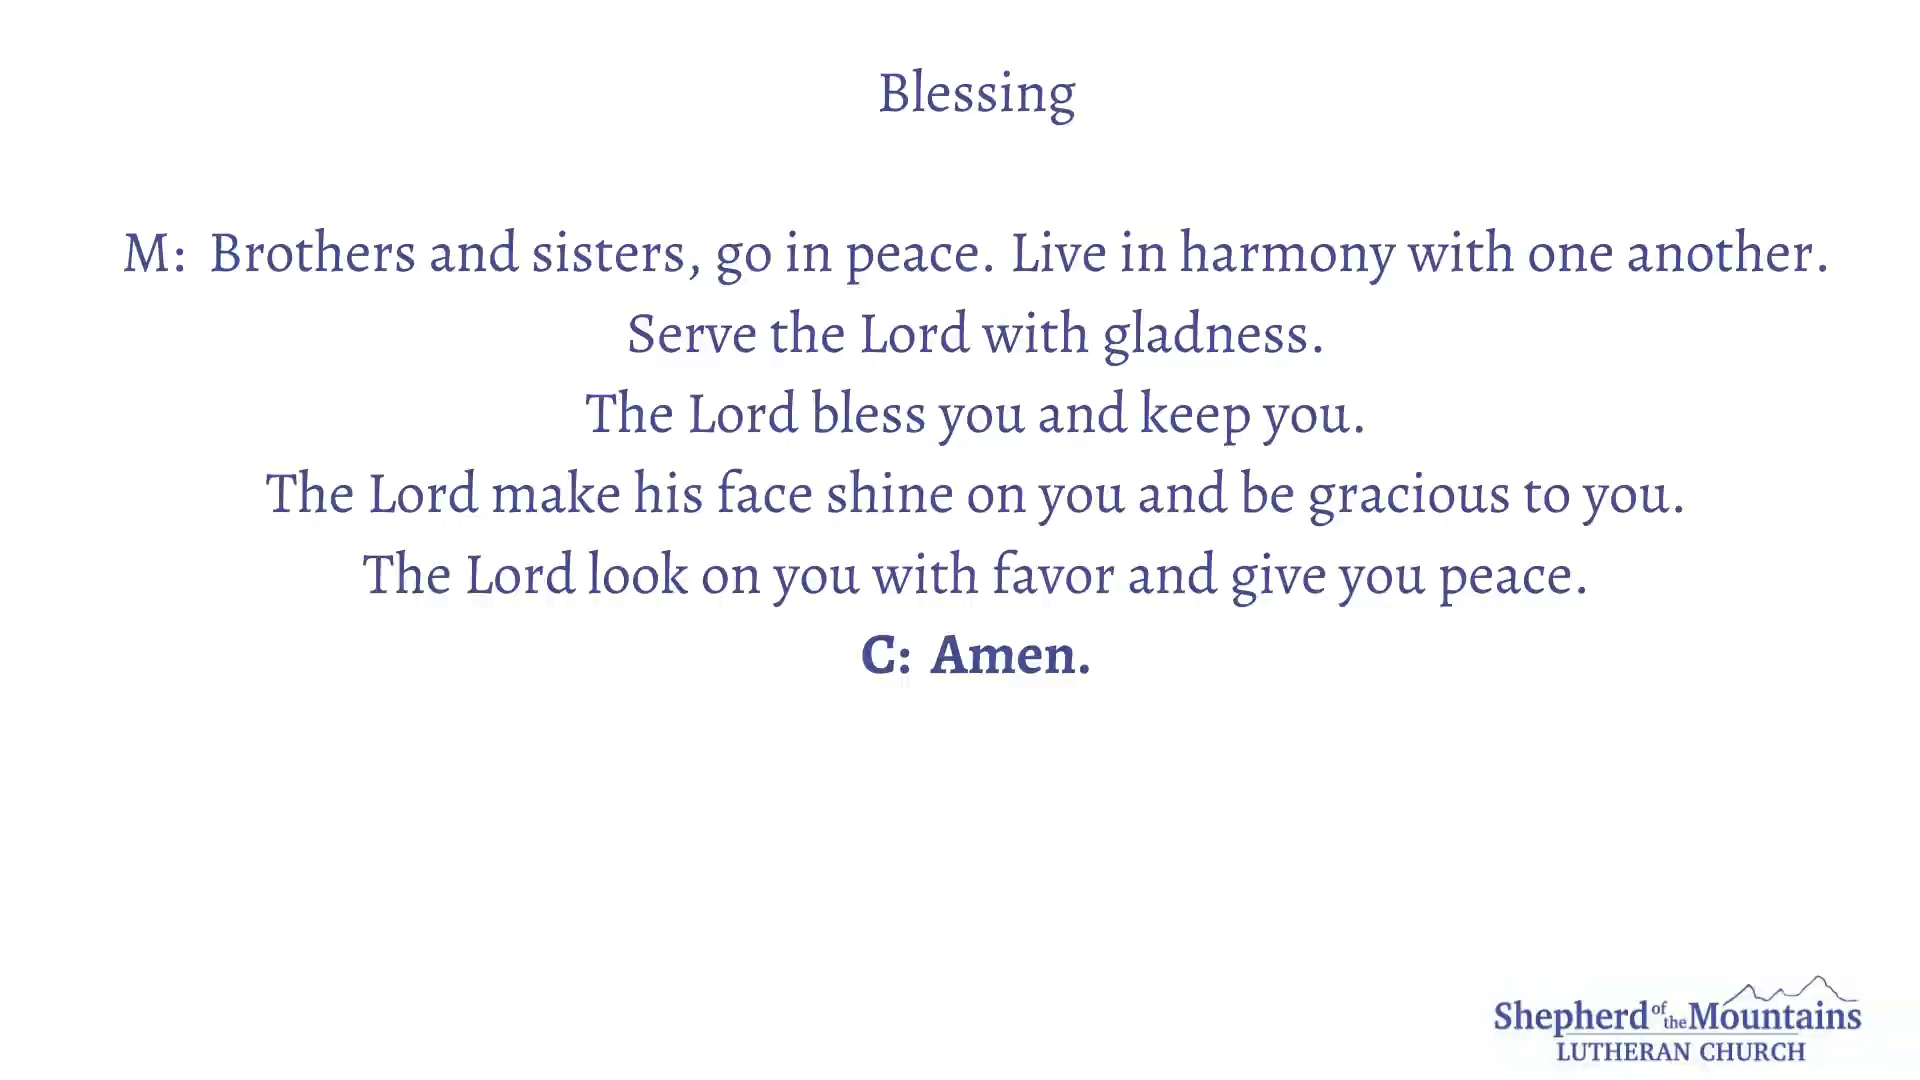 Blessing
M: Brothers and sisters, go in peace. Live in harmony with one another.
Serve the Lord with gladness.
The Lord bless you and keep you.
The Lord make his face shine on you and be gracious to you.
The Lord look on you with favor and give you peace.
C: Amen.
Shepherd of the Mountains
LUTHERAN CHURCH